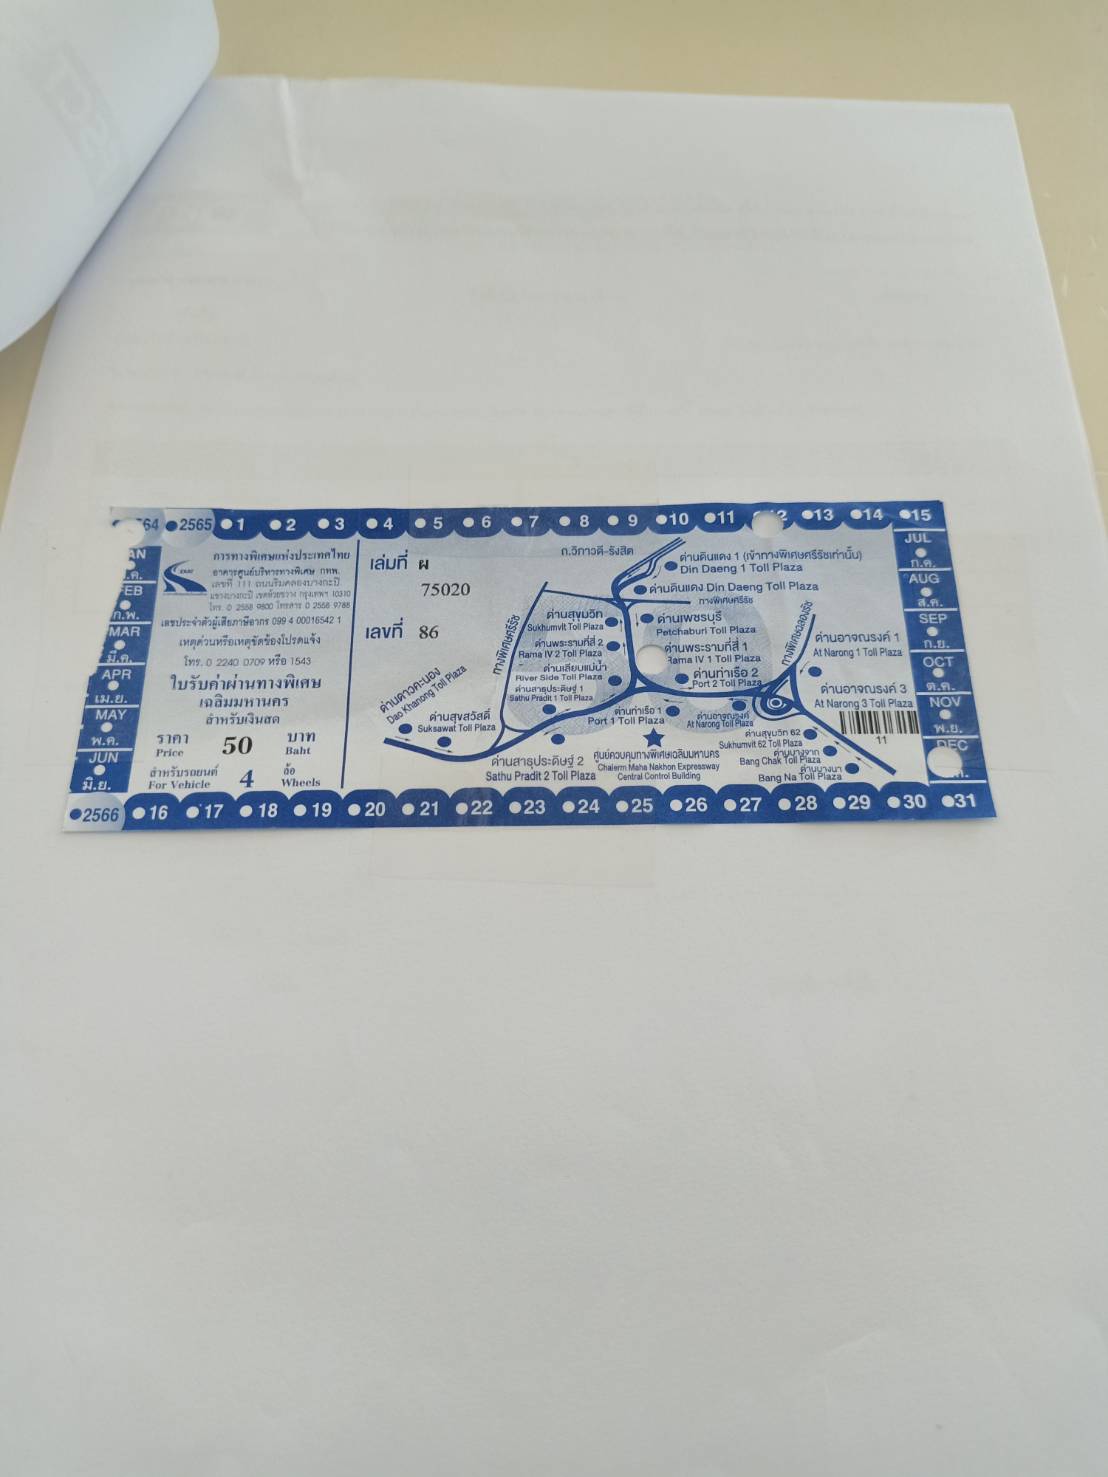 64 2565 1 2 3 4 5 6 7 8 9 10 11 12 13 14 15
การทางพิเศษแห่งประเทศไทย
อาคารศูนย์บริหารทางพิเศษ กทพ.
เลขที่ 111 ถนนริมคลองบางกะปิ
แขวงบางกะปิ เขตห้วยขวาง กรุงเทพฯ 10310
โทร. 0 2558 9800 โทรสาร 0 2558 9788
เลขประจำตัวผู้เสียภาษีอากร 099 4 00016542 1
เหตุด่วนหรือเหตุขัดข้องโปรดแจ้ง
โทร. 0 2240 0709 หรือ 1543
ใบรับค่าผ่านทางพิเศษ
เฉลิมมหานคร
สำหรับเงินสด
ราคา 50 บาท
Price Baht
สำหรับรถยนต์ 4 ล้อ
For Vehicle Wheels
AN
ค.
FEB
ก.พ.
MAR
มี.ค.
APR
เม.ย.
MAY
พ.ค.
JUN
มิ.ย.
เล่มที่ ผ
75020
เลขที่ 86
ถ.วิภาวดี-รังสิต
ด่านดินแดง 1 (เข้าทางพิเศษศรีรัชเท่านั้น)
Din Daeng 1 Toll Plaza
ด่านดินแดง Din Daeng Toll Plaza
ทางพิเศษศรีรัช
ทางพิเศษศรีรัช
ด่านสุขุมวิท
Sukhumvit Toll Plaza
ด่านเพชรบุรี
Petchaburi Toll Plaza
ด่านพระรามที่สี่ 2
Rama IV 2 Toll Plaza
ด่านพระรามที่สี่ 1
Rama IV 1 Toll Plaza
ด่านเลียบแม่น้ำ
River Side Toll Plaza
ด่านท่าเรือ 2
Port 2 Toll Plaza
ด่านสาธุประดิษฐ์ 1
Sathu Pradit 1 Toll Plaza
ทางพิเศษฉลองรัช
ด่านอาจณรงค์ 1
At Narong 1 Toll Plaza
ด่านอาจณรงค์ 3
At Narong 3 Toll Plaza
11
ด่านดาวคะนอง
Dao Khanong Toll Plaza
ด่านสุขสวัสดิ์
Suksawat Toll Plaza
ด่านท่าเรือ 1
Port 1 Toll Plaza
ด่านอาจณรงค์
At Narong Toll Plaza
ด่านสาธุประดิษฐ์ 2
Sathu Pradit 2 Toll Plaza
ศูนย์ควบคุมทางพิเศษเฉลิมมหานคร
Chalerm Maha Nakhon Expressway
Central Control Building
ด่านสุขุมวิท 62
Sukhumvit 62 Toll Plaza
ด่านบางจาก
Bang Chak Toll Plaza
ด่านบางนา
Bang Na Toll Plaza
JUL
ก.ค.
AUG
ส.ค.
SEP
ก.ย.
OCT
ต.ค.
NOV
พ.ย.
DEC
2566 16 17 18 19 20 21 22 23 24 25 26 27 28 29 30 31